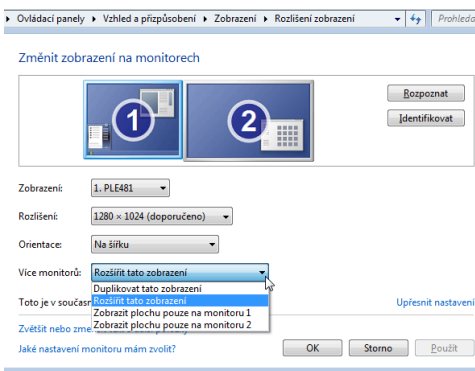 Ovládací panely ▸ Vzhled a přizpůsobení ▸ Zobrazení ▸ Rozlišení zobrazení Prohleda
Změnit zobrazení na monitorech
1 2
Rozpoznat
Identifikovat
Zobrazení: 1. PLE481
Rozlišení: 1280 × 1024 (doporučeno)
Orientace: Na šířku
Více monitorů: Rozšířit tato zobrazení
Duplikovat tato zobrazení
Toto je v současn Rozšířit tato zobrazení Upřesnit nastavení
Zobrazit plochu pouze na monitoru 1
Zobrazit plochu pouze na monitoru 2
Zvětšit nebo zme
Jaké nastavení monitoru mám zvolit? OK Storno Použít